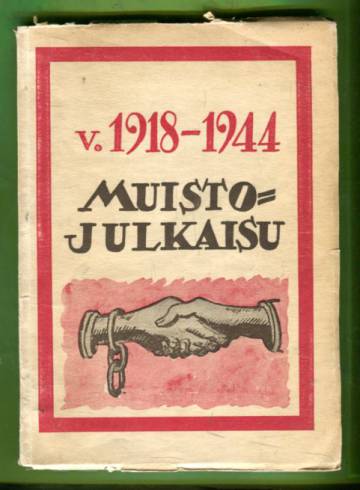 v. 1918-1944
MUISTO=
JULKAISU